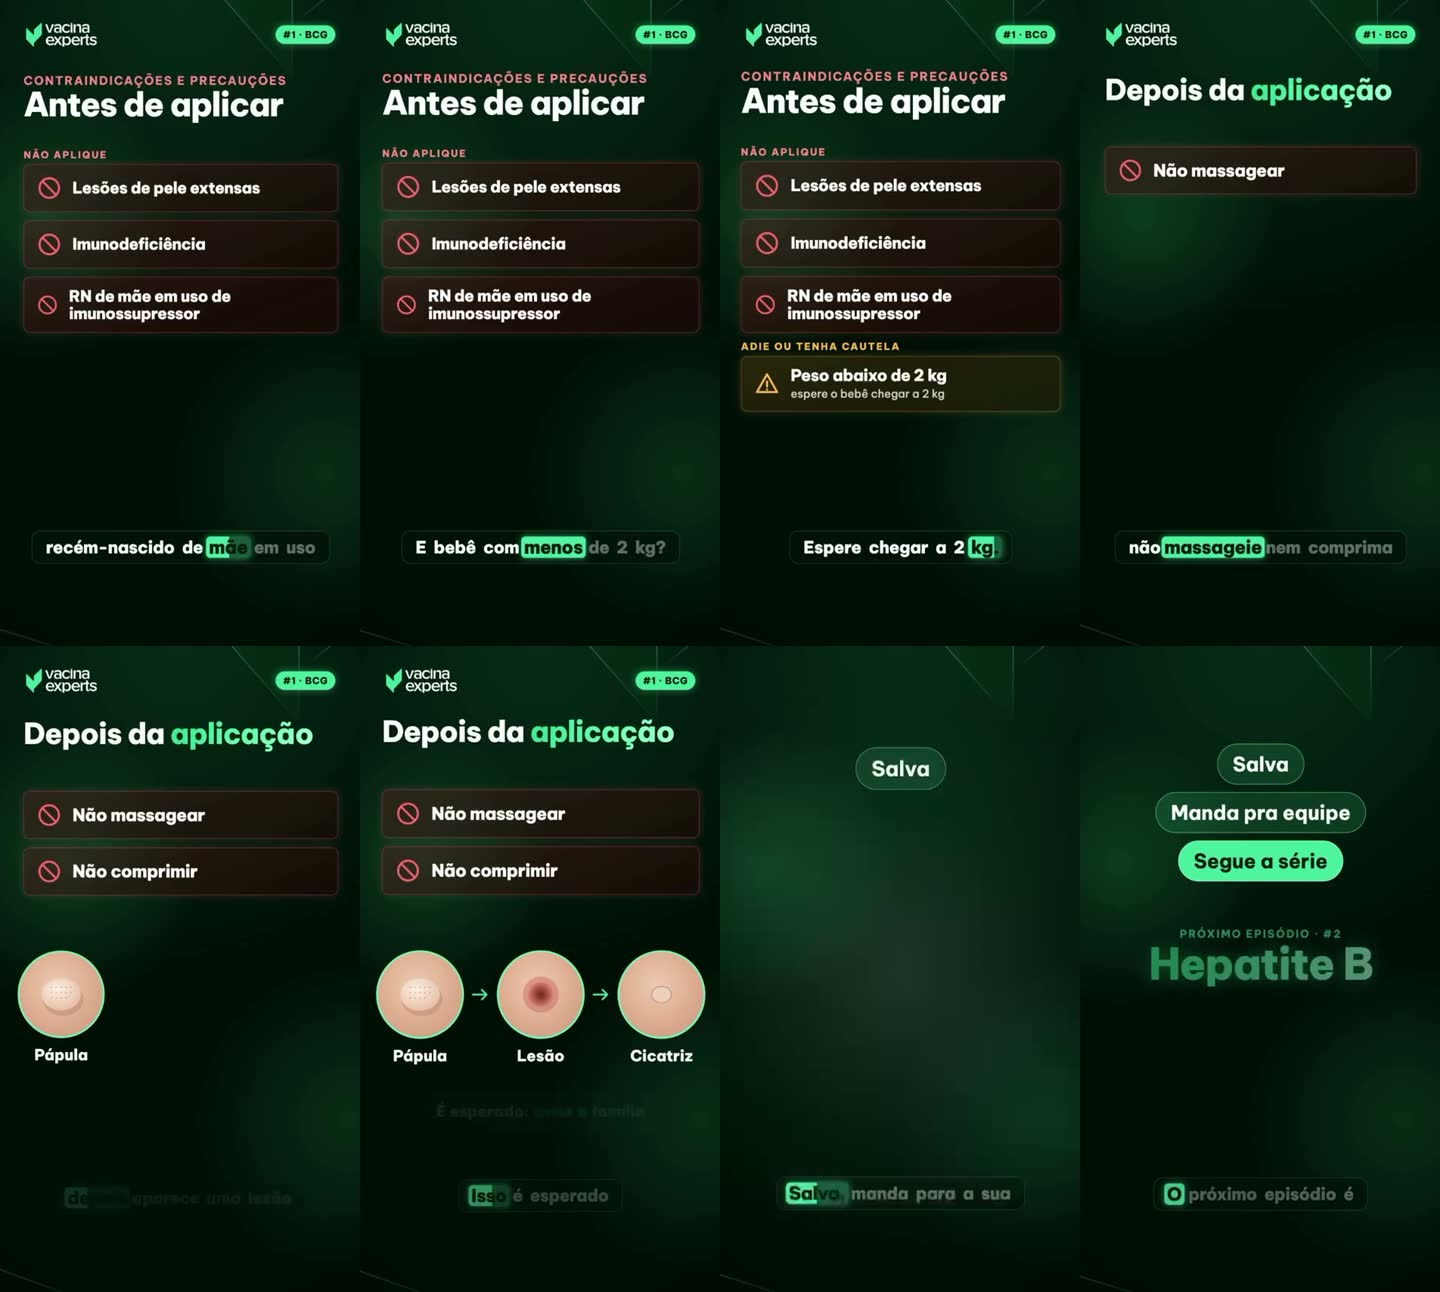 vacina
experts
#1 · BCG
CONTRAINDICAÇÕES E PRECAUÇÕES
Antes de aplicar
NÃO APLIQUE
Lesões de pele extensas
Imunodeficiência
RN de mãe em uso de
imunossupressor
recém-nascido de mãe em uso
vacina
experts
#1 · BCG
CONTRAINDICAÇÕES E PRECAUÇÕES
Antes de aplicar
NÃO APLIQUE
Lesões de pele extensas
Imunodeficiência
RN de mãe em uso de
imunossupressor
E bebê com menos de 2 kg?
vacina
experts
#1 · BCG
CONTRAINDICAÇÕES E PRECAUÇÕES
Antes de aplicar
NÃO APLIQUE
Lesões de pele extensas
Imunodeficiência
RN de mãe em uso de
imunossupressor
ADIE OU TENHA CAUTELA
Peso abaixo de 2 kg
espere o bebê chegar a 2 kg
Espere chegar a 2 kg.
vacina
experts
#1 · BCG
Depois da aplicação
Não massagear
não massageie nem comprima
vacina
experts
#1 · BCG
Depois da aplicação
Não massagear
Não comprimir
Pápula
aparece uma lesão
vacina
experts
#1 · BCG
Depois da aplicação
Não massagear
Não comprimir
Pápula
Lesão
Cicatriz
É esperado: avise a família
Isso é esperado
Salva
Salva, manda para a sua
Salva
Manda pra equipe
Segue a série
PRÓXIMO EPISÓDIO · #2
Hepatite B
O próximo episódio é